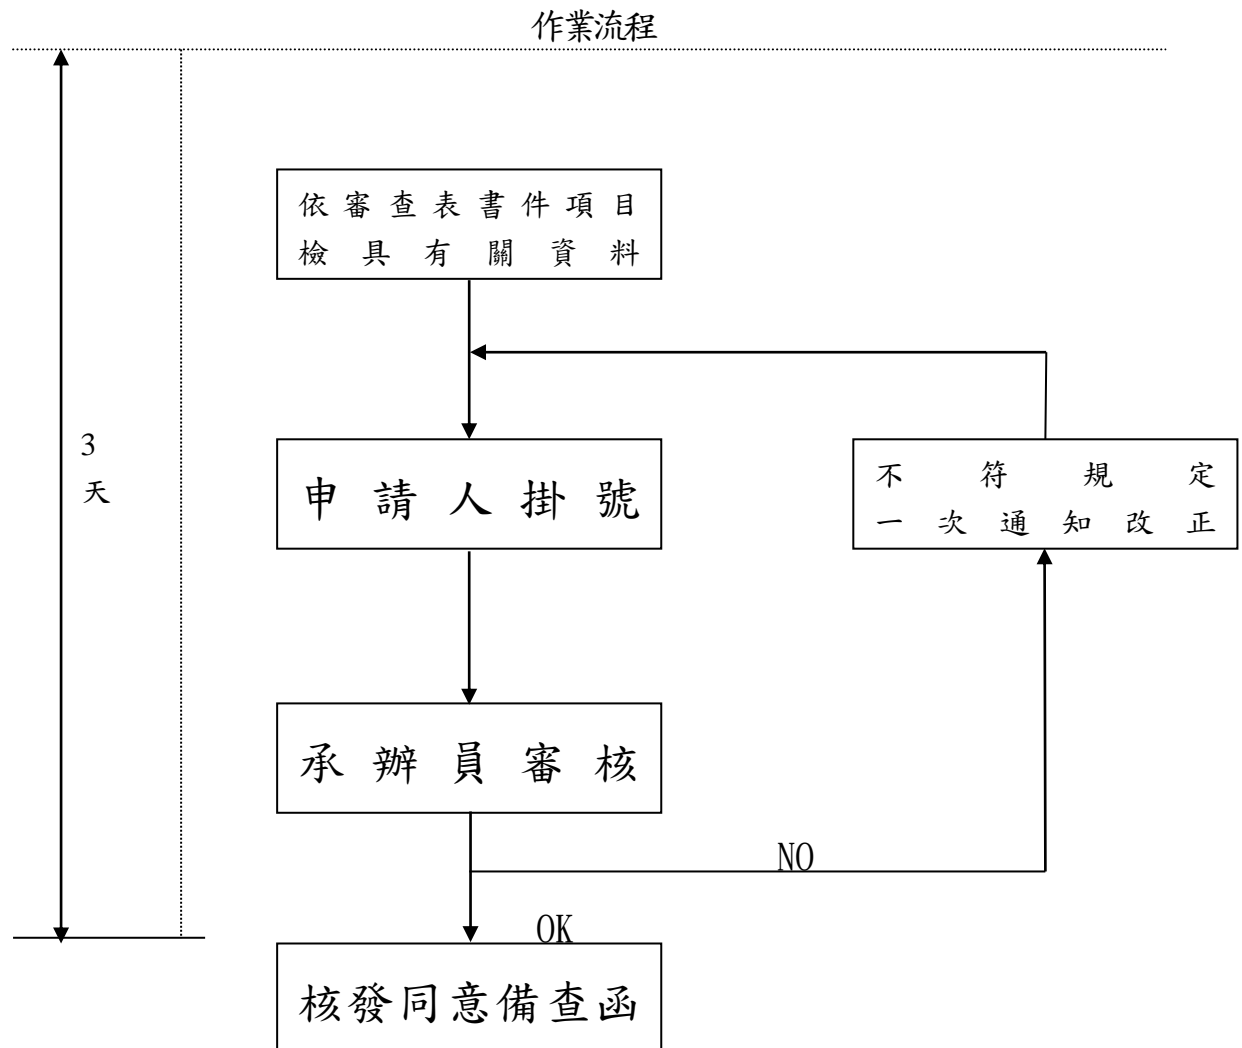 作業流程
依審查表書件項目
檢具有關資料
3
天
申請人掛號
不符規定
一次通知改正
承辦員審核
NO
OK
核發同意備查函